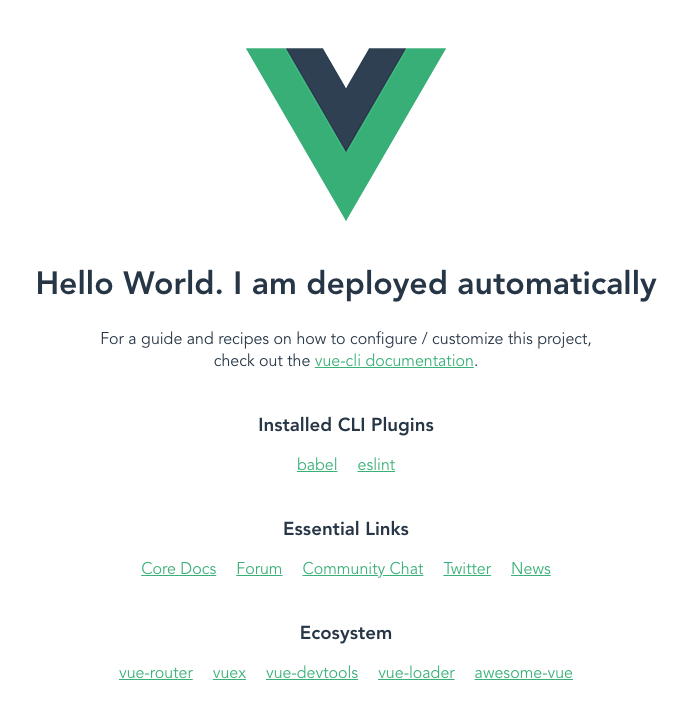 Hello World. I am deployed automatically
For a guide and recipes on how to configure / customize this project,
check out the vue-cli documentation.
Installed CLI Plugins
babel eslint
Essential Links
Core Docs Forum Community Chat Twitter News
Ecosystem
vue-router vuex vue-devtools vue-loader awesome-vue